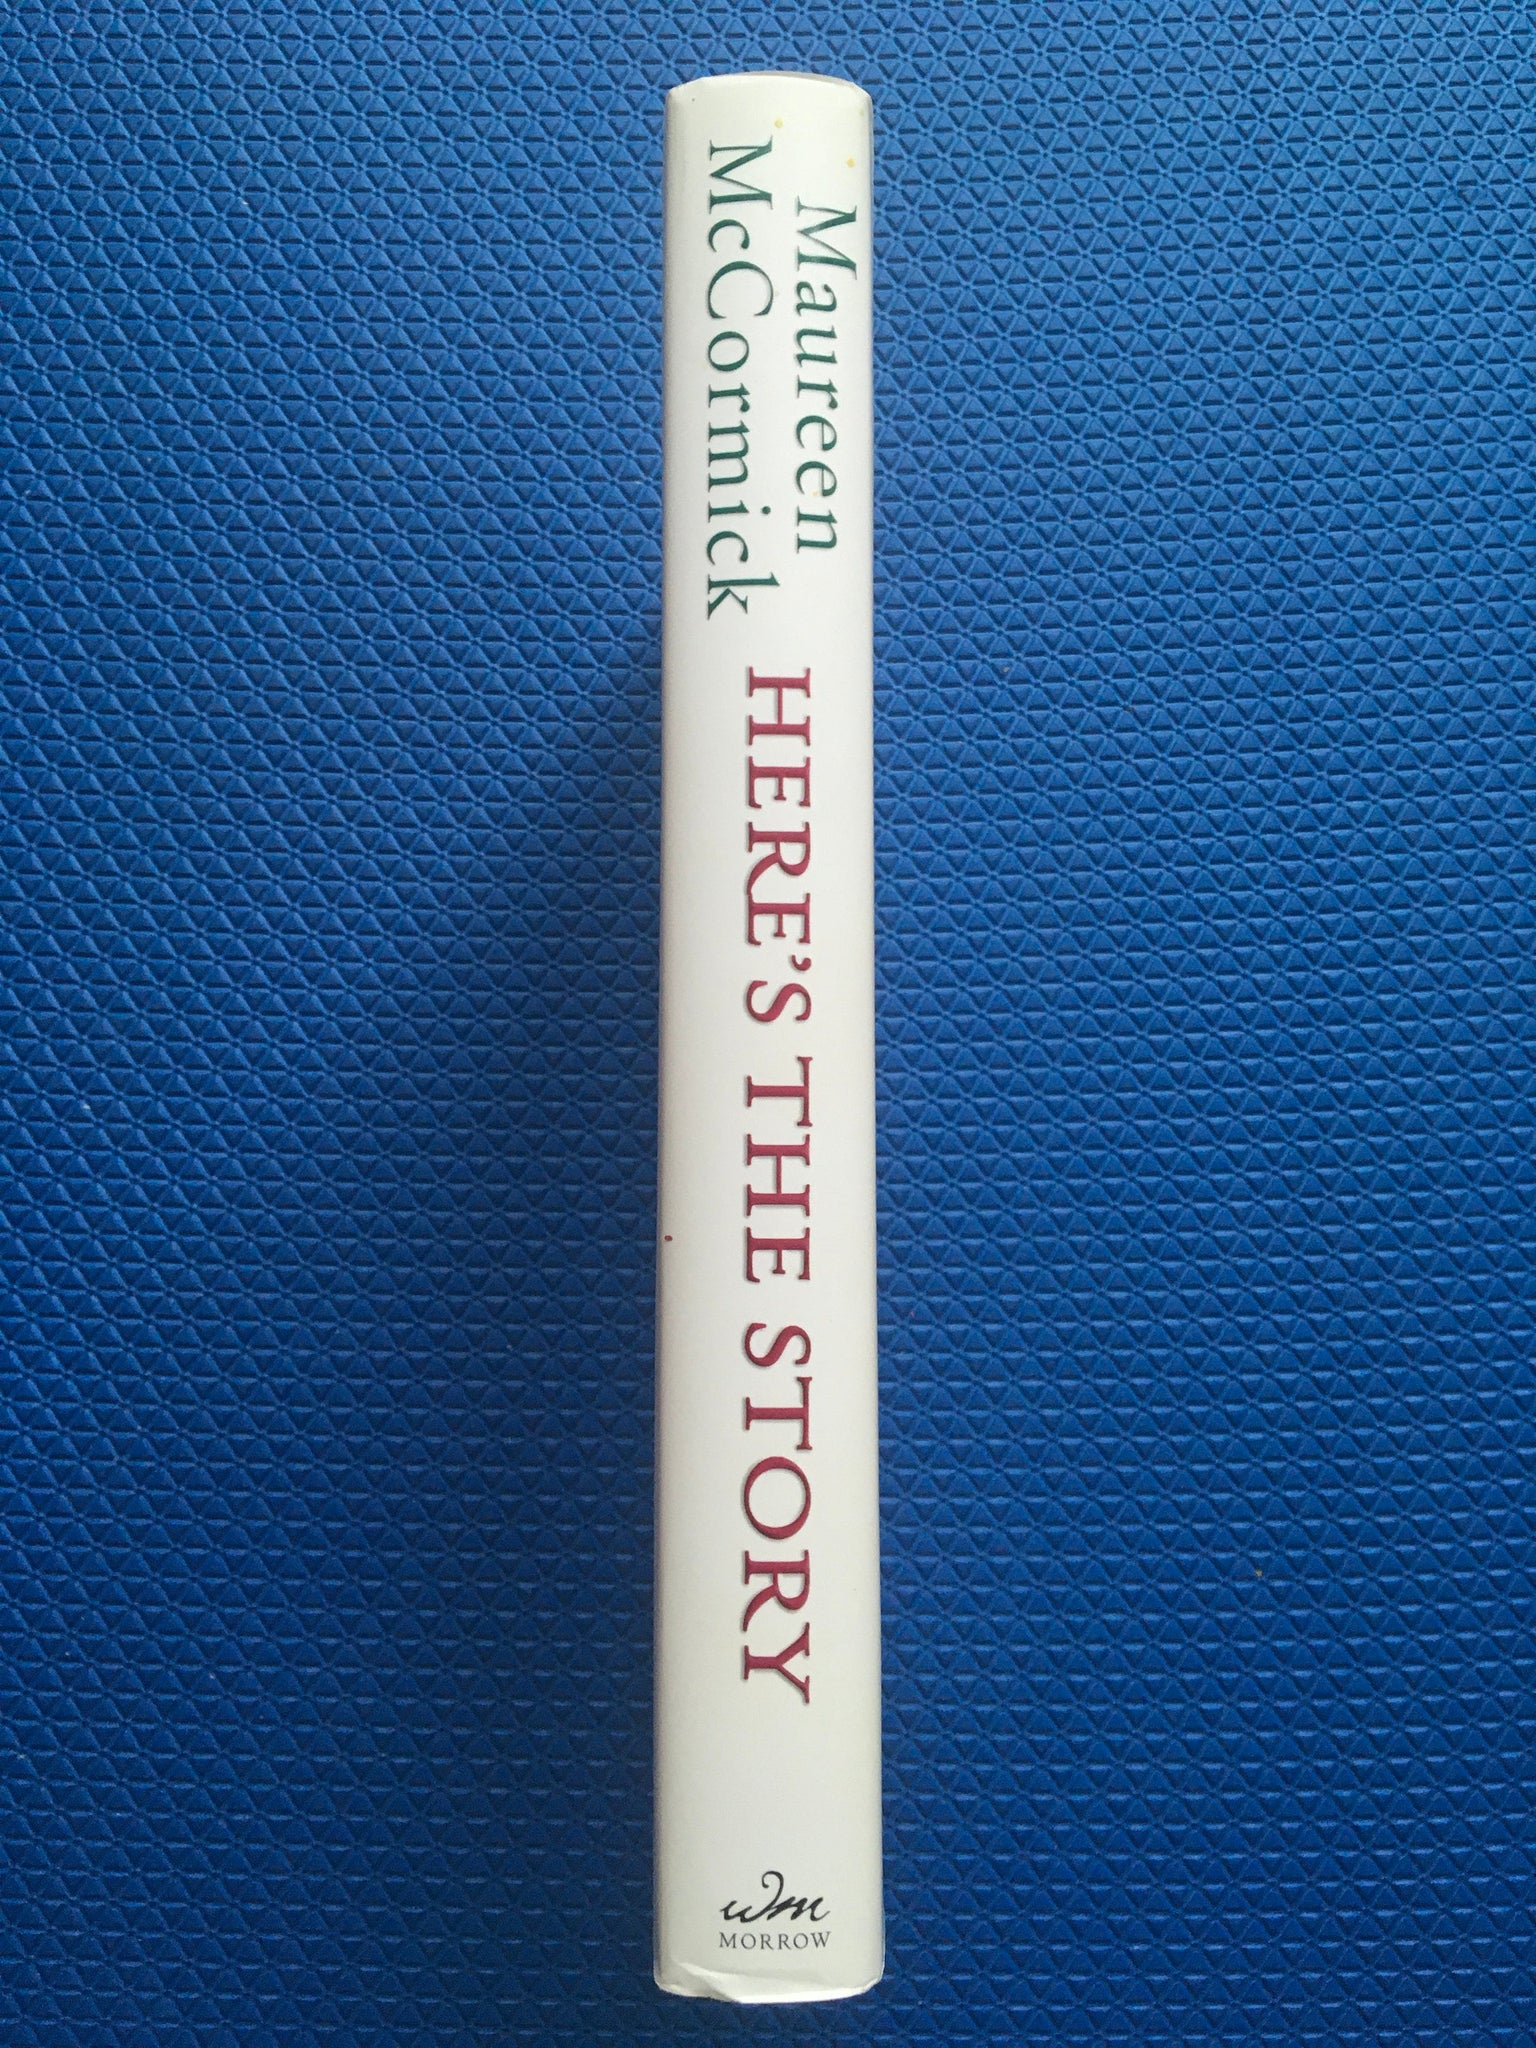 Maureen
McCormick
HERE'S THE STORY
wm
MORROW